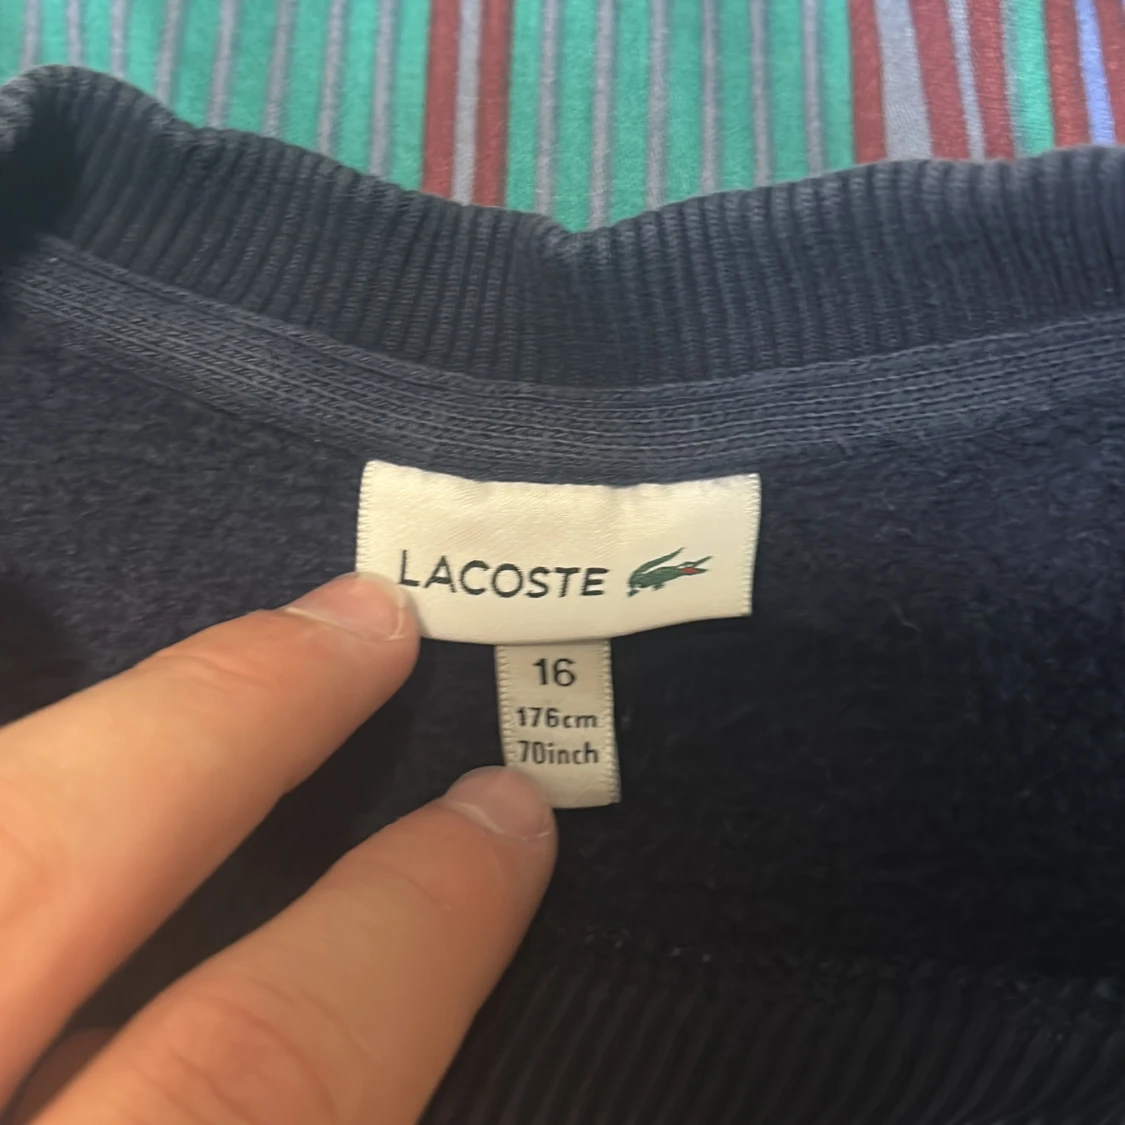 LACOSTE
16
176cm
70inch